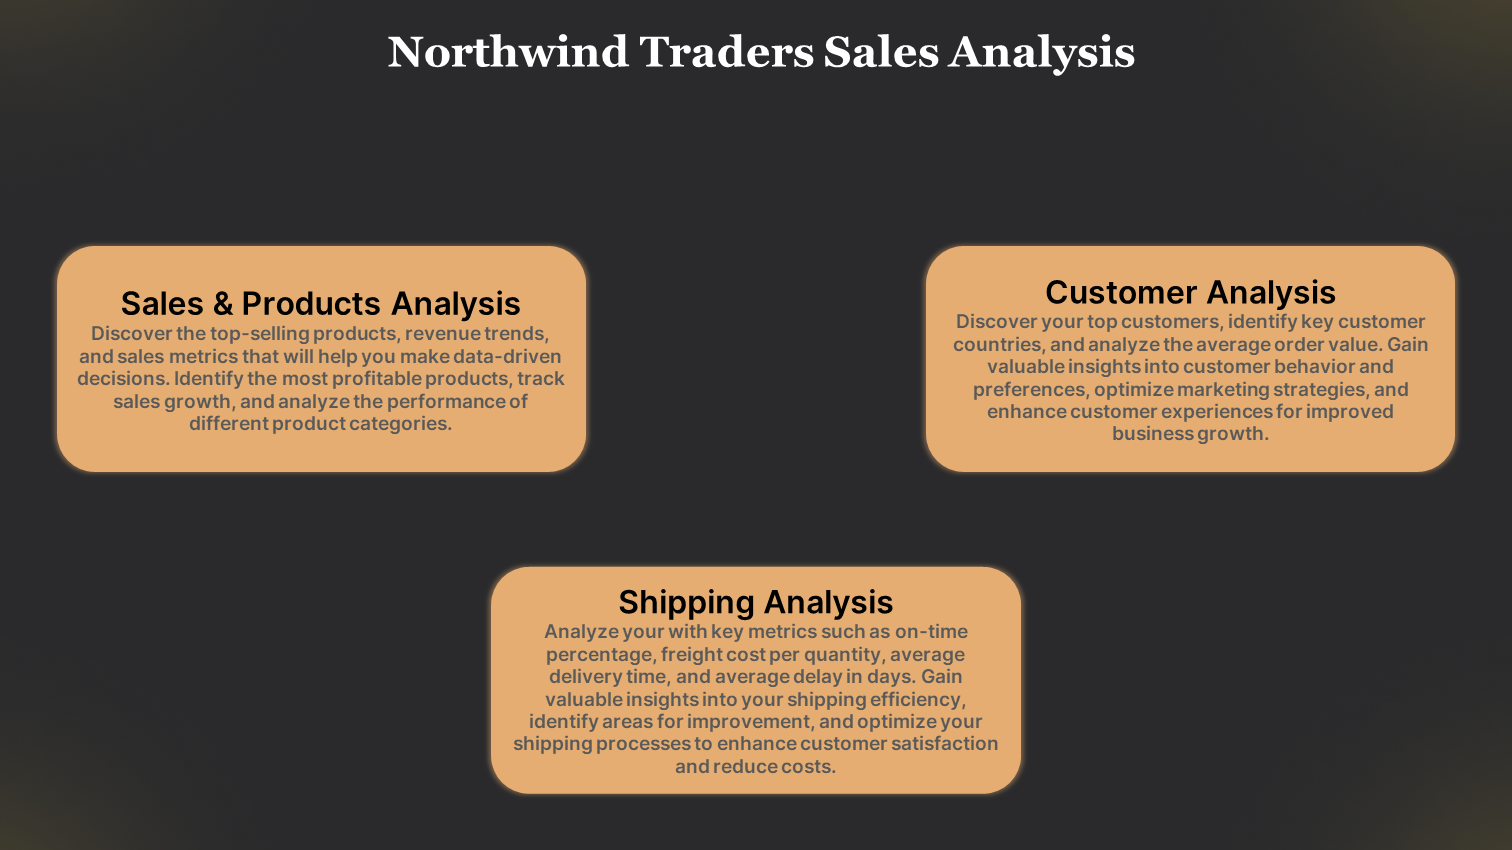 Northwind Traders Sales Analysis
Sales & Products Analysis
Discover the top-selling products, revenue trends,
and sales metrics that will help you make data-driven
decisions. Identify the most profitable products, track
sales growth, and analyze the performance of
different product categories.
Customer Analysis
Discover your top customers, identify key customer
countries, and analyze the average order value. Gain
valuable insights into customer behavior and
preferences, optimize marketing strategies, and
enhance customer experiences for improved
business growth.
Shipping Analysis
Analyze your with key metrics such as on-time
percentage, freight cost per quantity, average
delivery time, and average delay in days. Gain
valuable insights into your shipping efficiency,
identify areas for improvement, and optimize your
shipping processes to enhance customer satisfaction
and reduce costs.